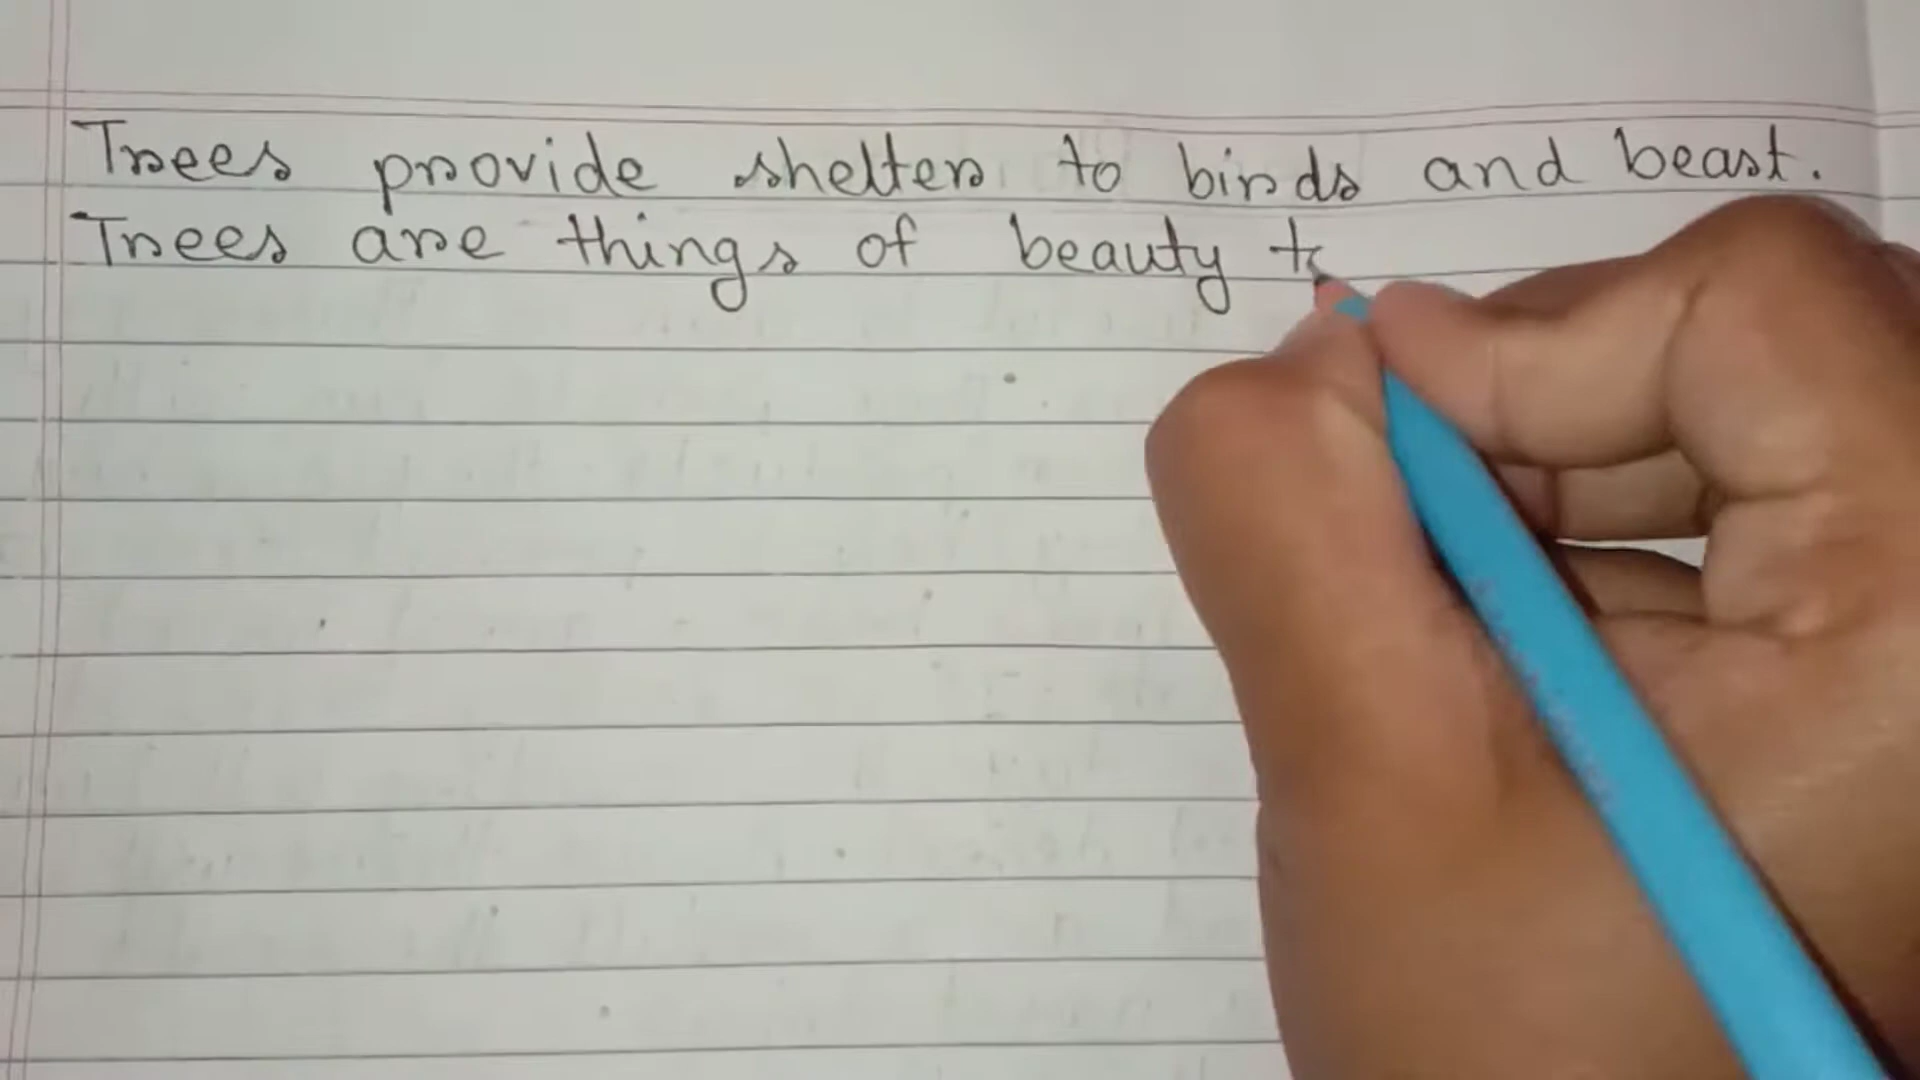 Trees provide shelter to birds and beast.
Trees are things of beauty